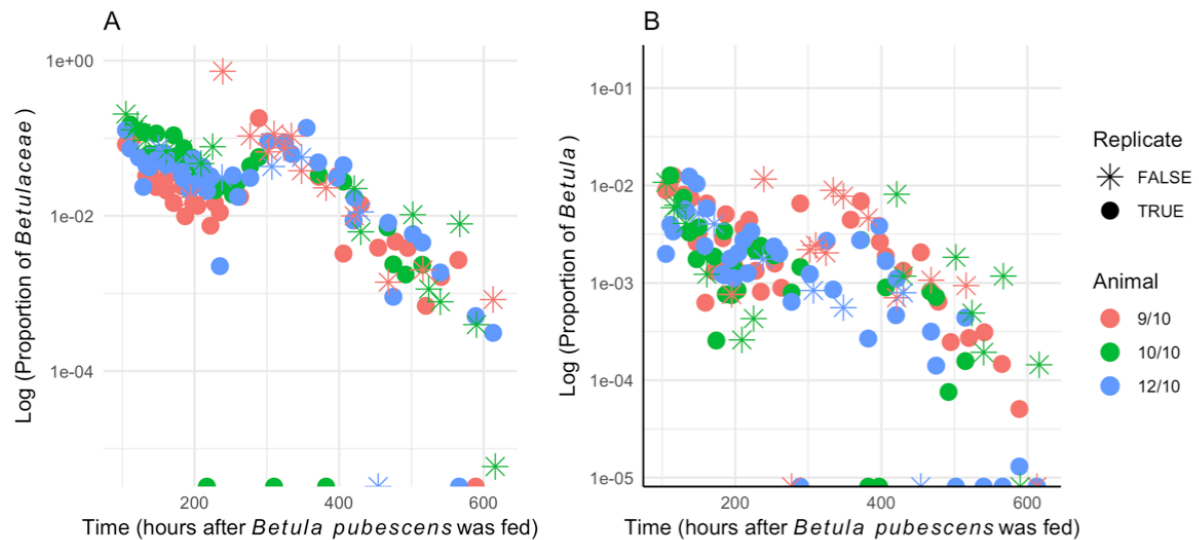 A
Log (Proportion of Betulaceae )
1e+00
1e-02
1e-04
200
400
600
Time (hours after Betula pubescens was fed)
B
Log (Proportion of Betula)
1e-01
1e-02
1e-03
1e-04
1e-05
200
400
600
Time (hours after Betula pubescens was fed)
Replicate
FALSE
TRUE
Animal
9/10
10/10
12/10